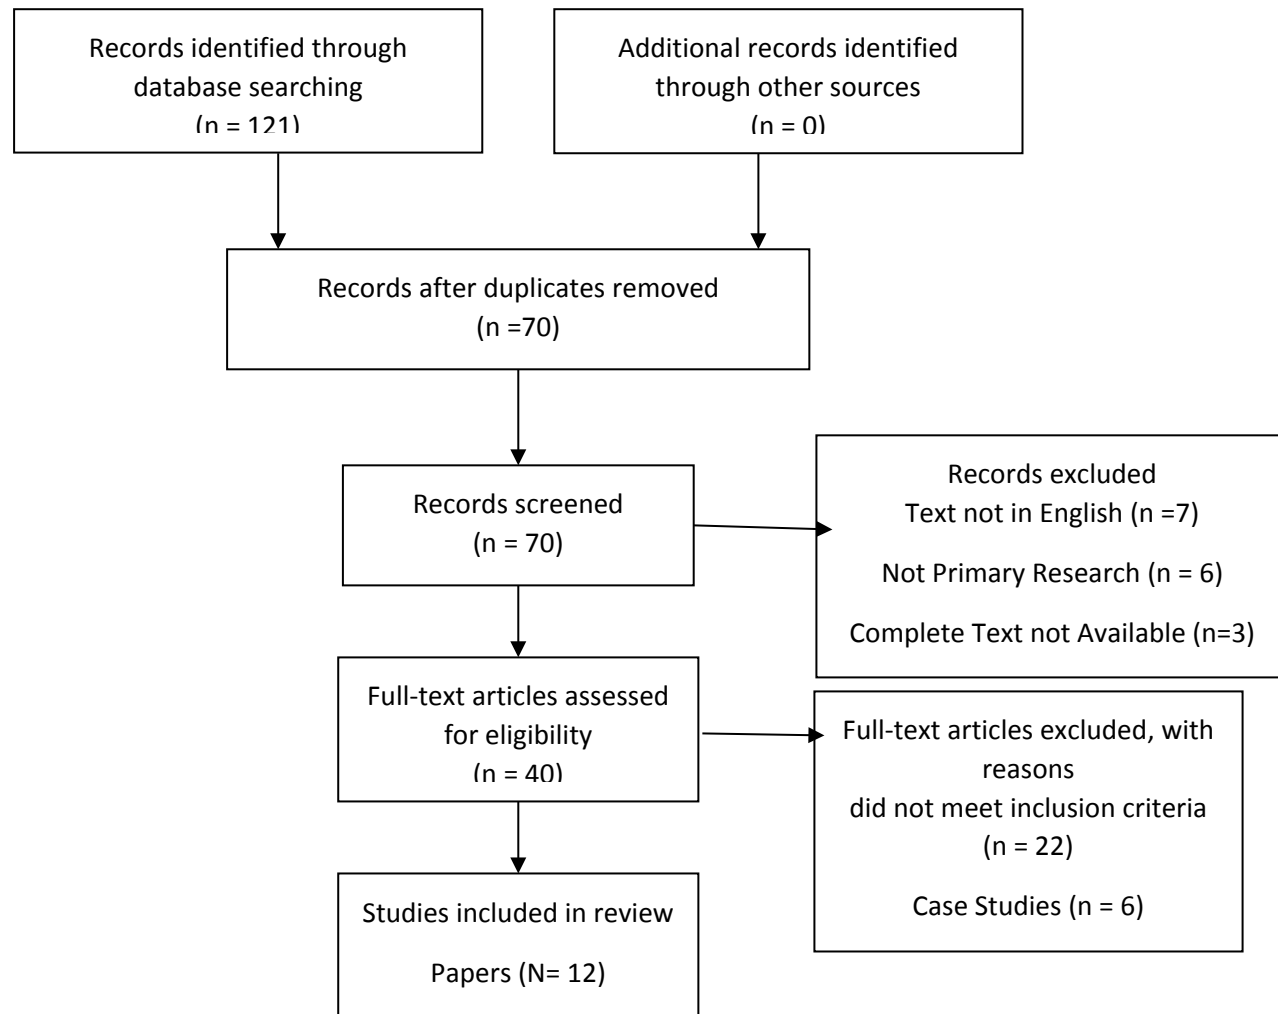 Records identified through
database searching
(n = 121)
Additional records identified
through other sources
(n = 0)
Records after duplicates removed
(n =70)
Records screened
(n = 70)
Records excluded
Text not in English (n =7)
Not Primary Research (n = 6)
Complete Text not Available (n=3)
Full-text articles assessed
for eligibility
(n = 40)
Full-text articles excluded, with
reasons
did not meet inclusion criteria
(n = 22)
Case Studies (n = 6)
Studies included in review
Papers (N= 12)